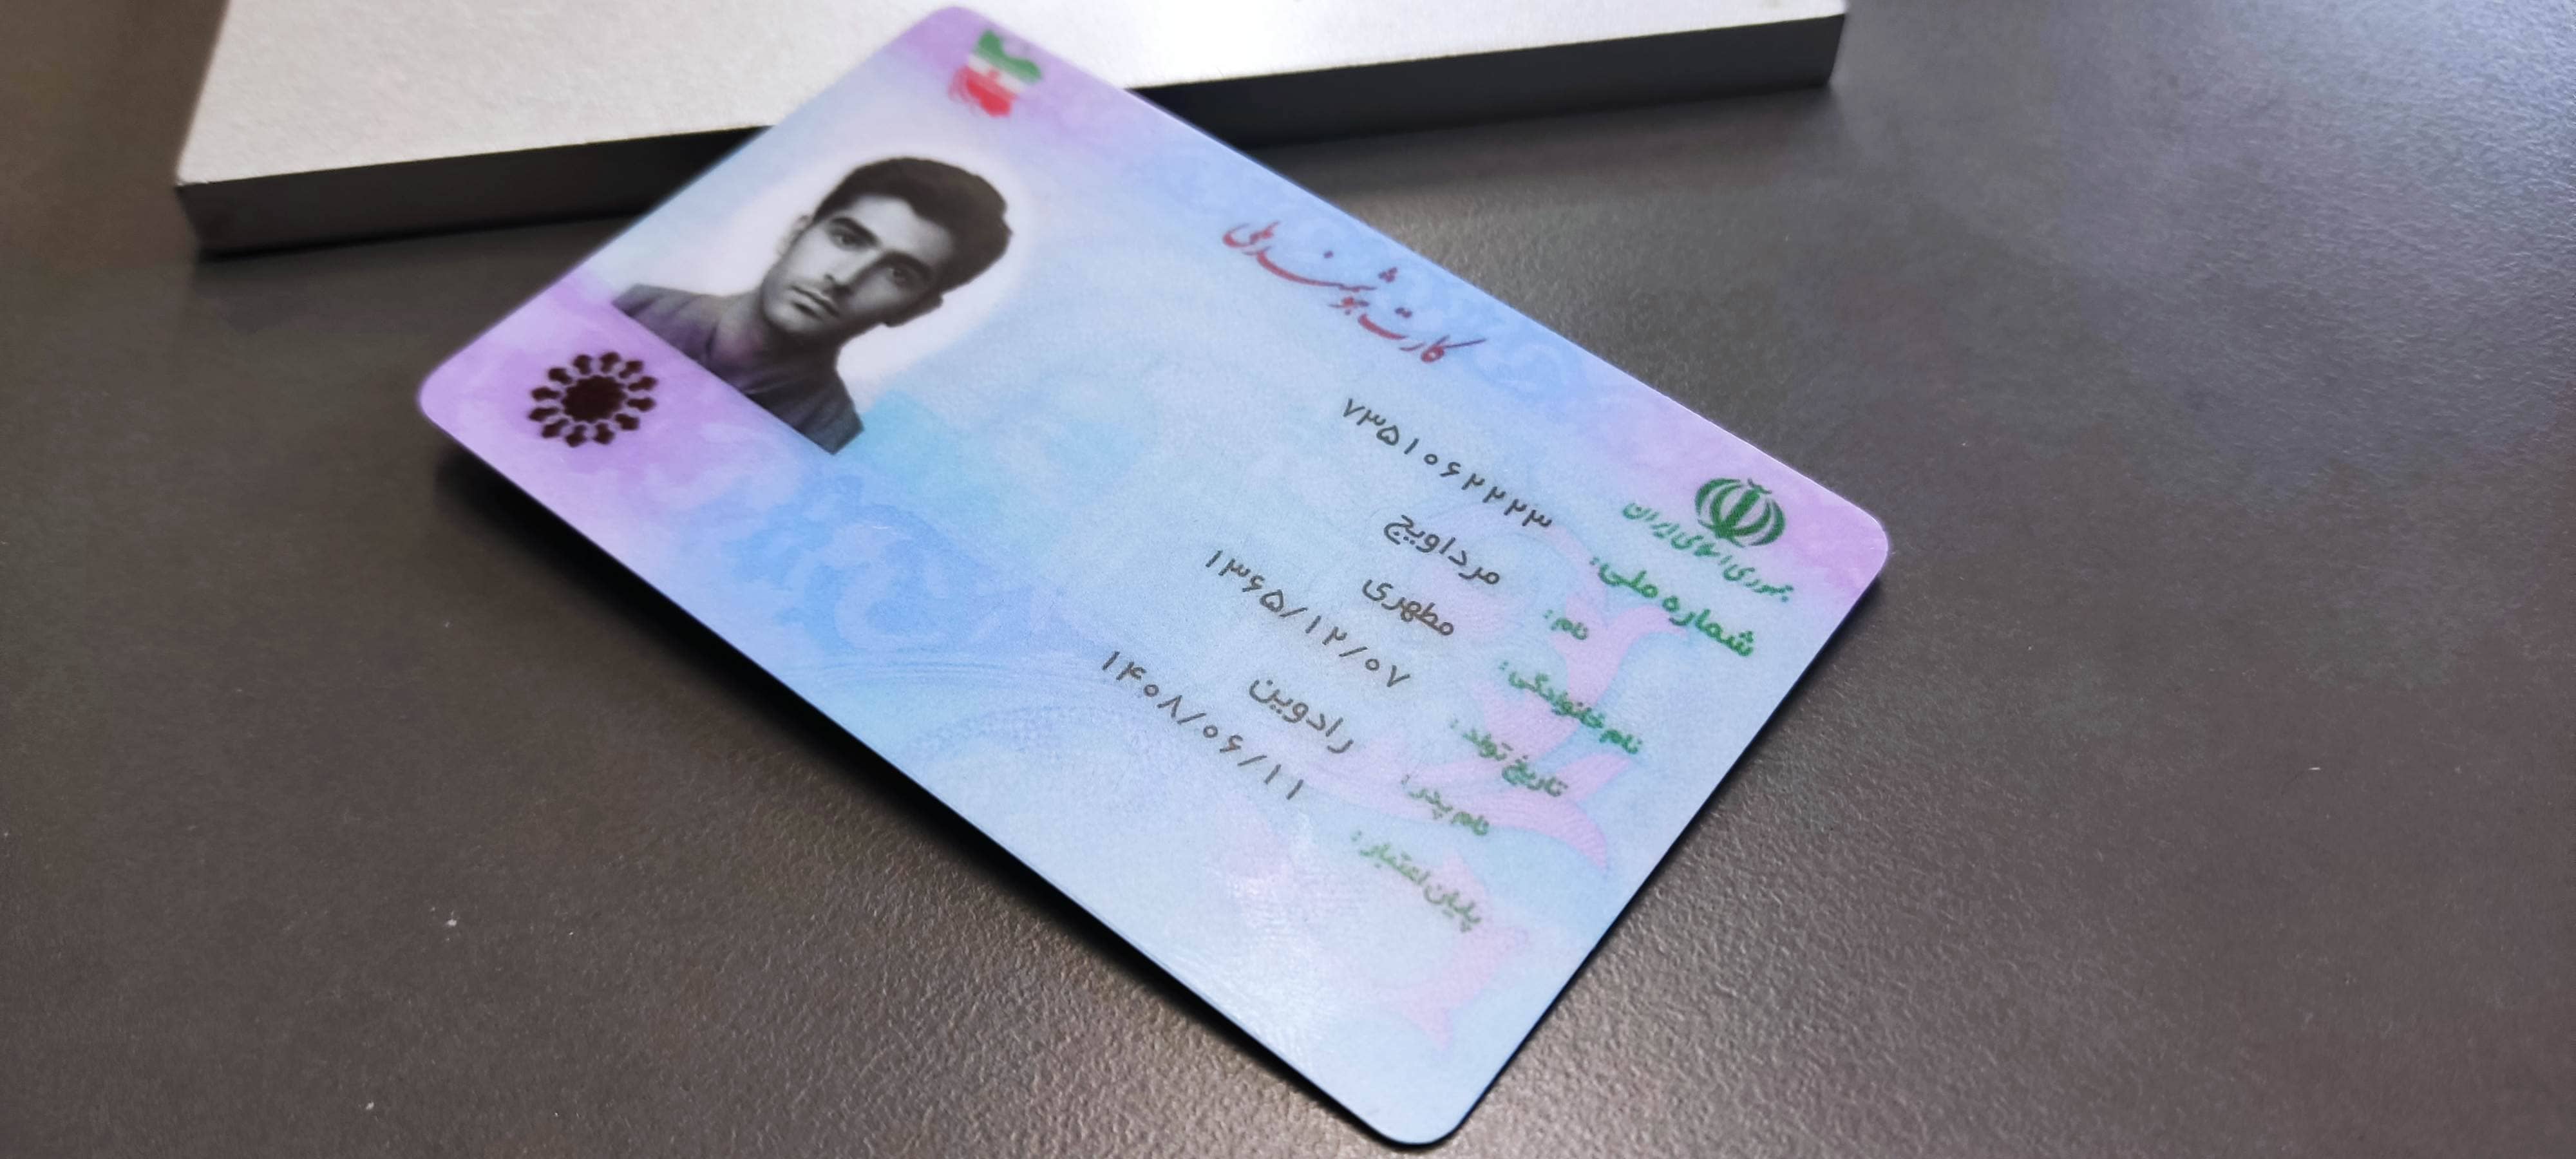 کارت هوشمند ملی
جمهوری اسلامی ایران
شماره ملی: ۷۳۵۱۰۶۲۲۲۳
نام: مرداویج
نام خانوادگی: مطهری
تاریخ تولد: ۱۳۶۵/۱۲/۰۷
نام پدر: رادوین
پایان اعتبار: ۱۴۰۸/۰۶/۱۱